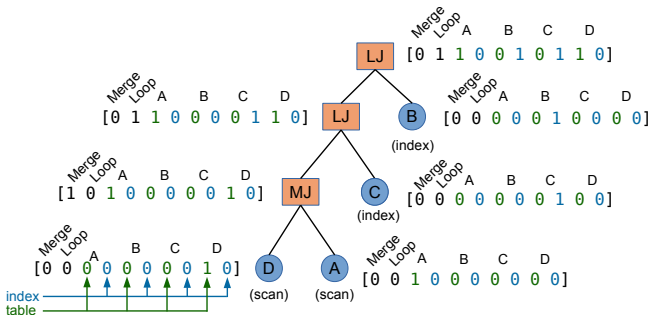 Merge Loop A B C D
LJ [0 1 1 0 0 1 0 1 1 0]
Merge Loop A B C D
[0 1 1 0 0 0 0 1 1 0] LJ
Merge Loop A B C D
B [0 0 0 0 0 1 0 0 0 0]
(index)
Merge Loop A B C D
[1 0 1 0 0 0 0 0 1 0] MJ
Merge Loop A B C D
C [0 0 0 0 0 0 0 1 0 0]
(index)
Merge Loop A B C D
[0 0 0 0 0 0 0 0 1 0] D
(scan)
Merge Loop A B C D
A [0 0 1 0 0 0 0 0 0 0]
(scan)
index
table